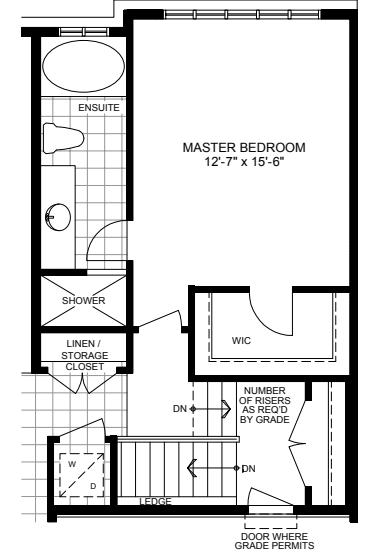 ENSUITE
MASTER BEDROOM
12'-7" x 15'-6"
SHOWER
WIC
LINEN /
STORAGE
CLOSET
NUMBER
OF RISERS
AS REQ'D
BY GRADE
DN
W
D
DN
LEDGE
DOOR WHERE
GRADE PERMITS